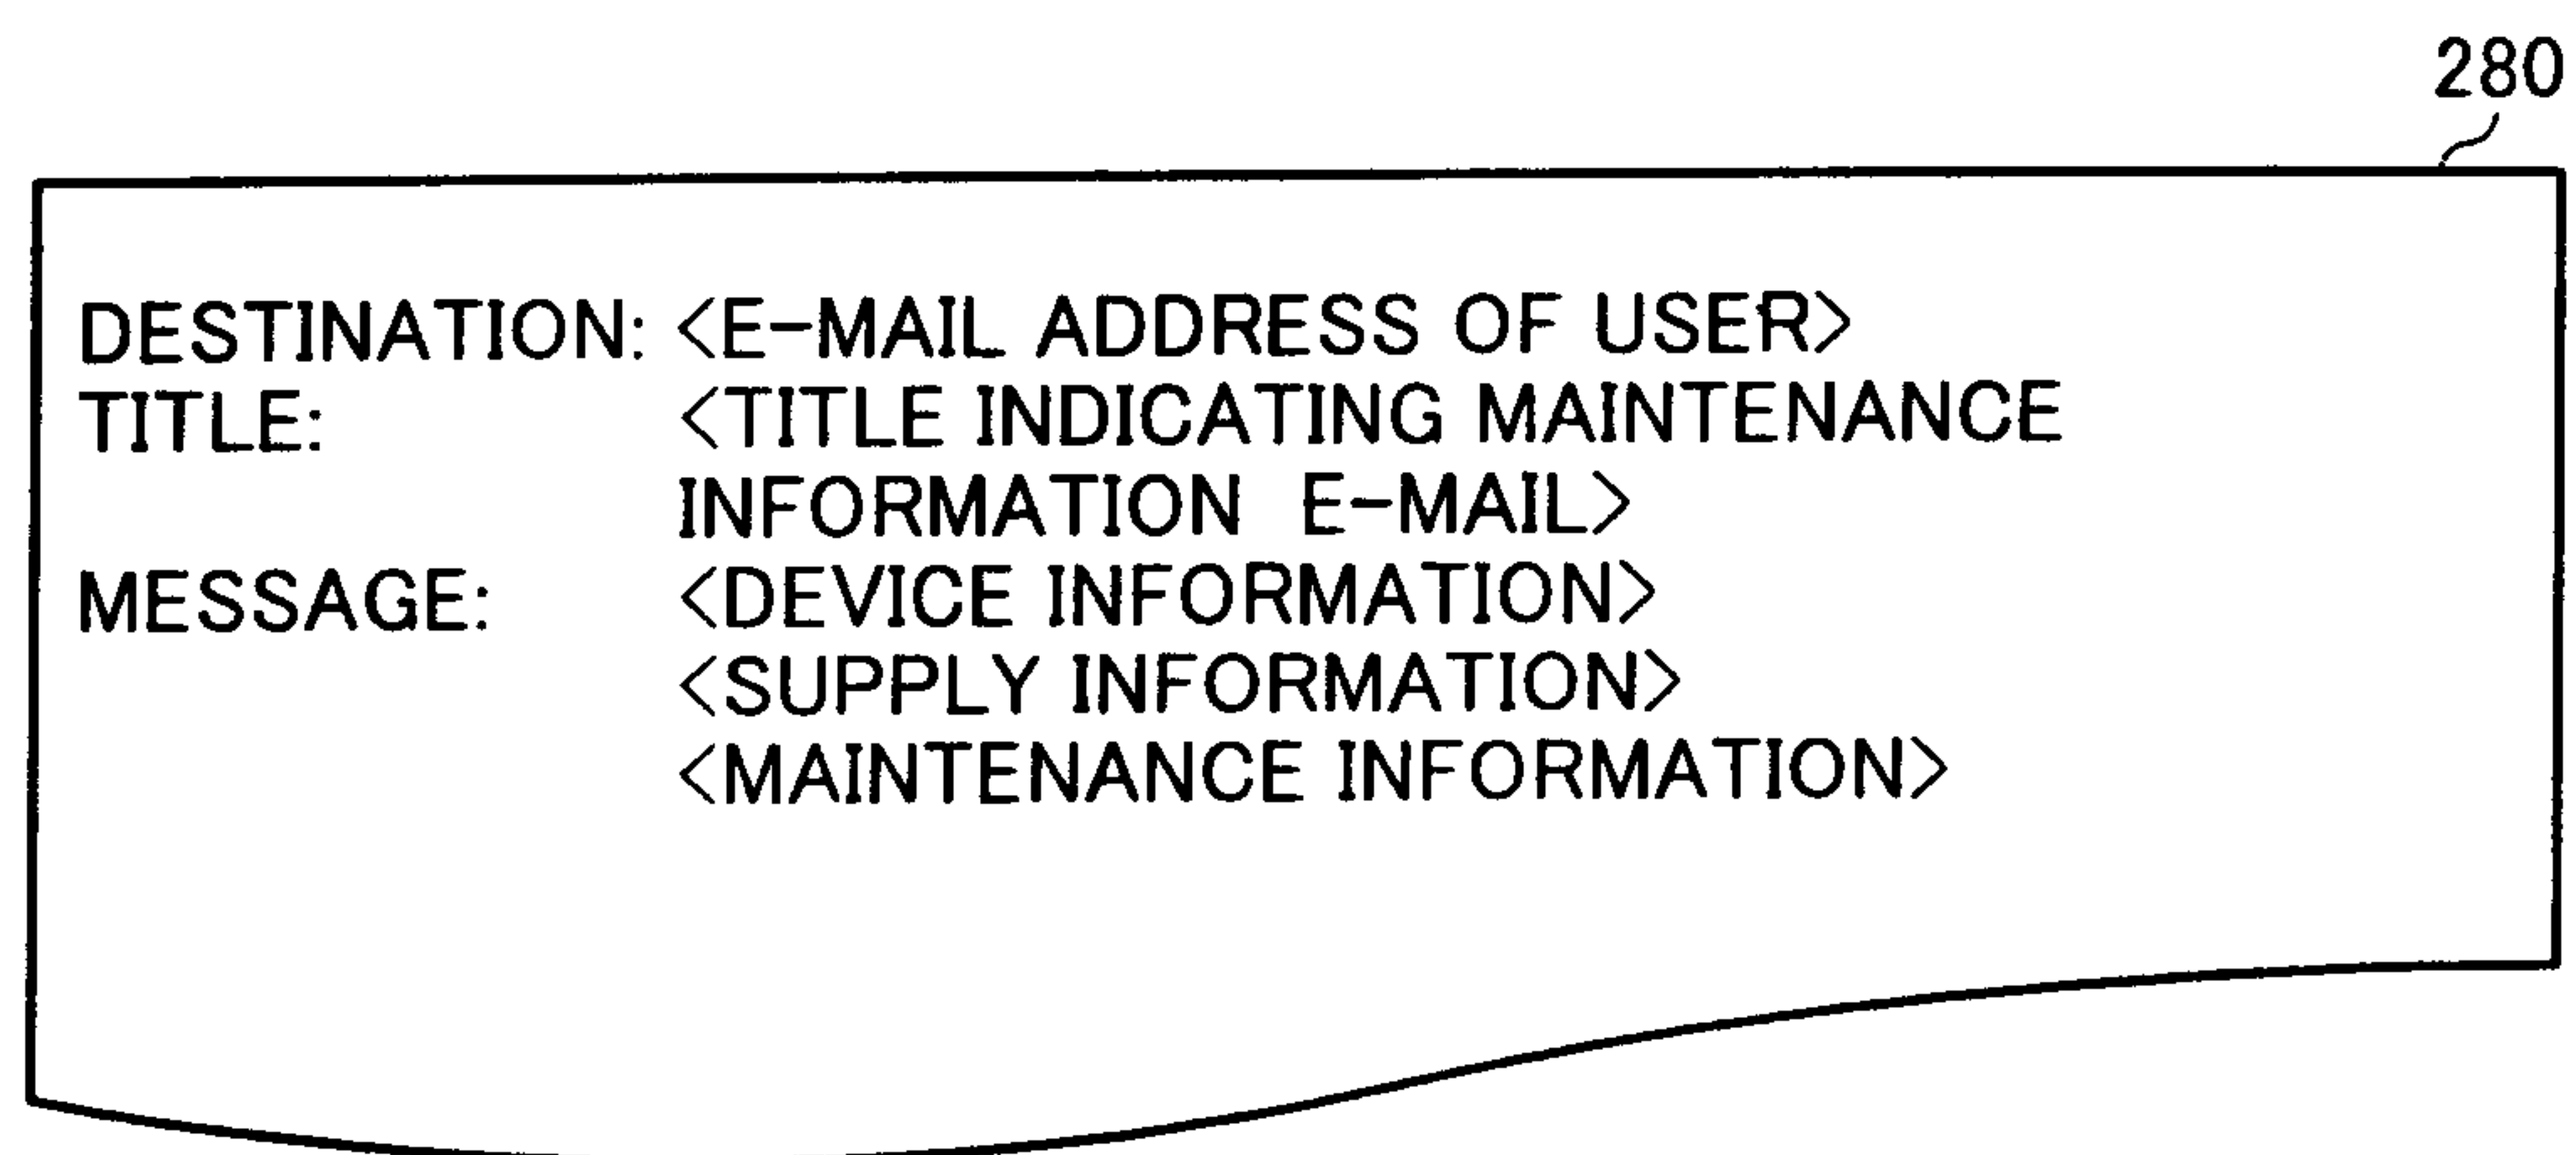 280
DESTINATION: <E-MAIL ADDRESS OF USER>
TITLE: <TITLE INDICATING MAINTENANCE
INFORMATION E-MAIL>
MESSAGE: <DEVICE INFORMATION>
<SUPPLY INFORMATION>
<MAINTENANCE INFORMATION>